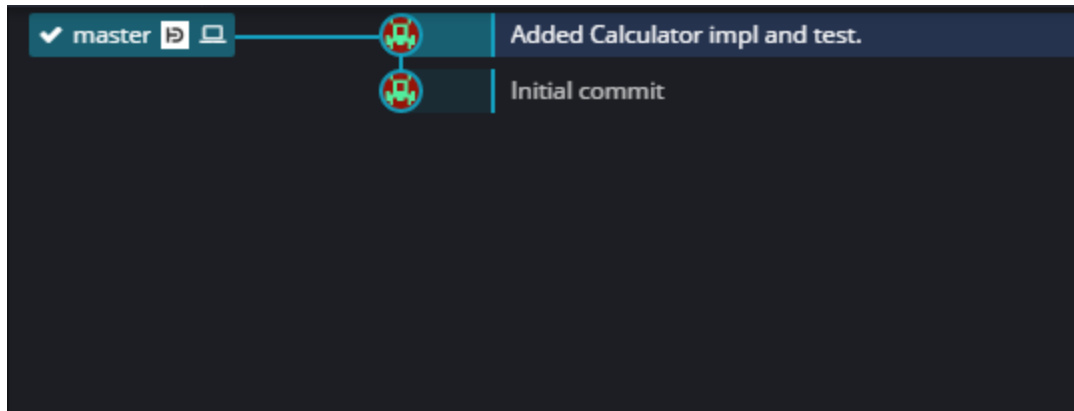 master
Added Calculator impl and test.
Initial commit